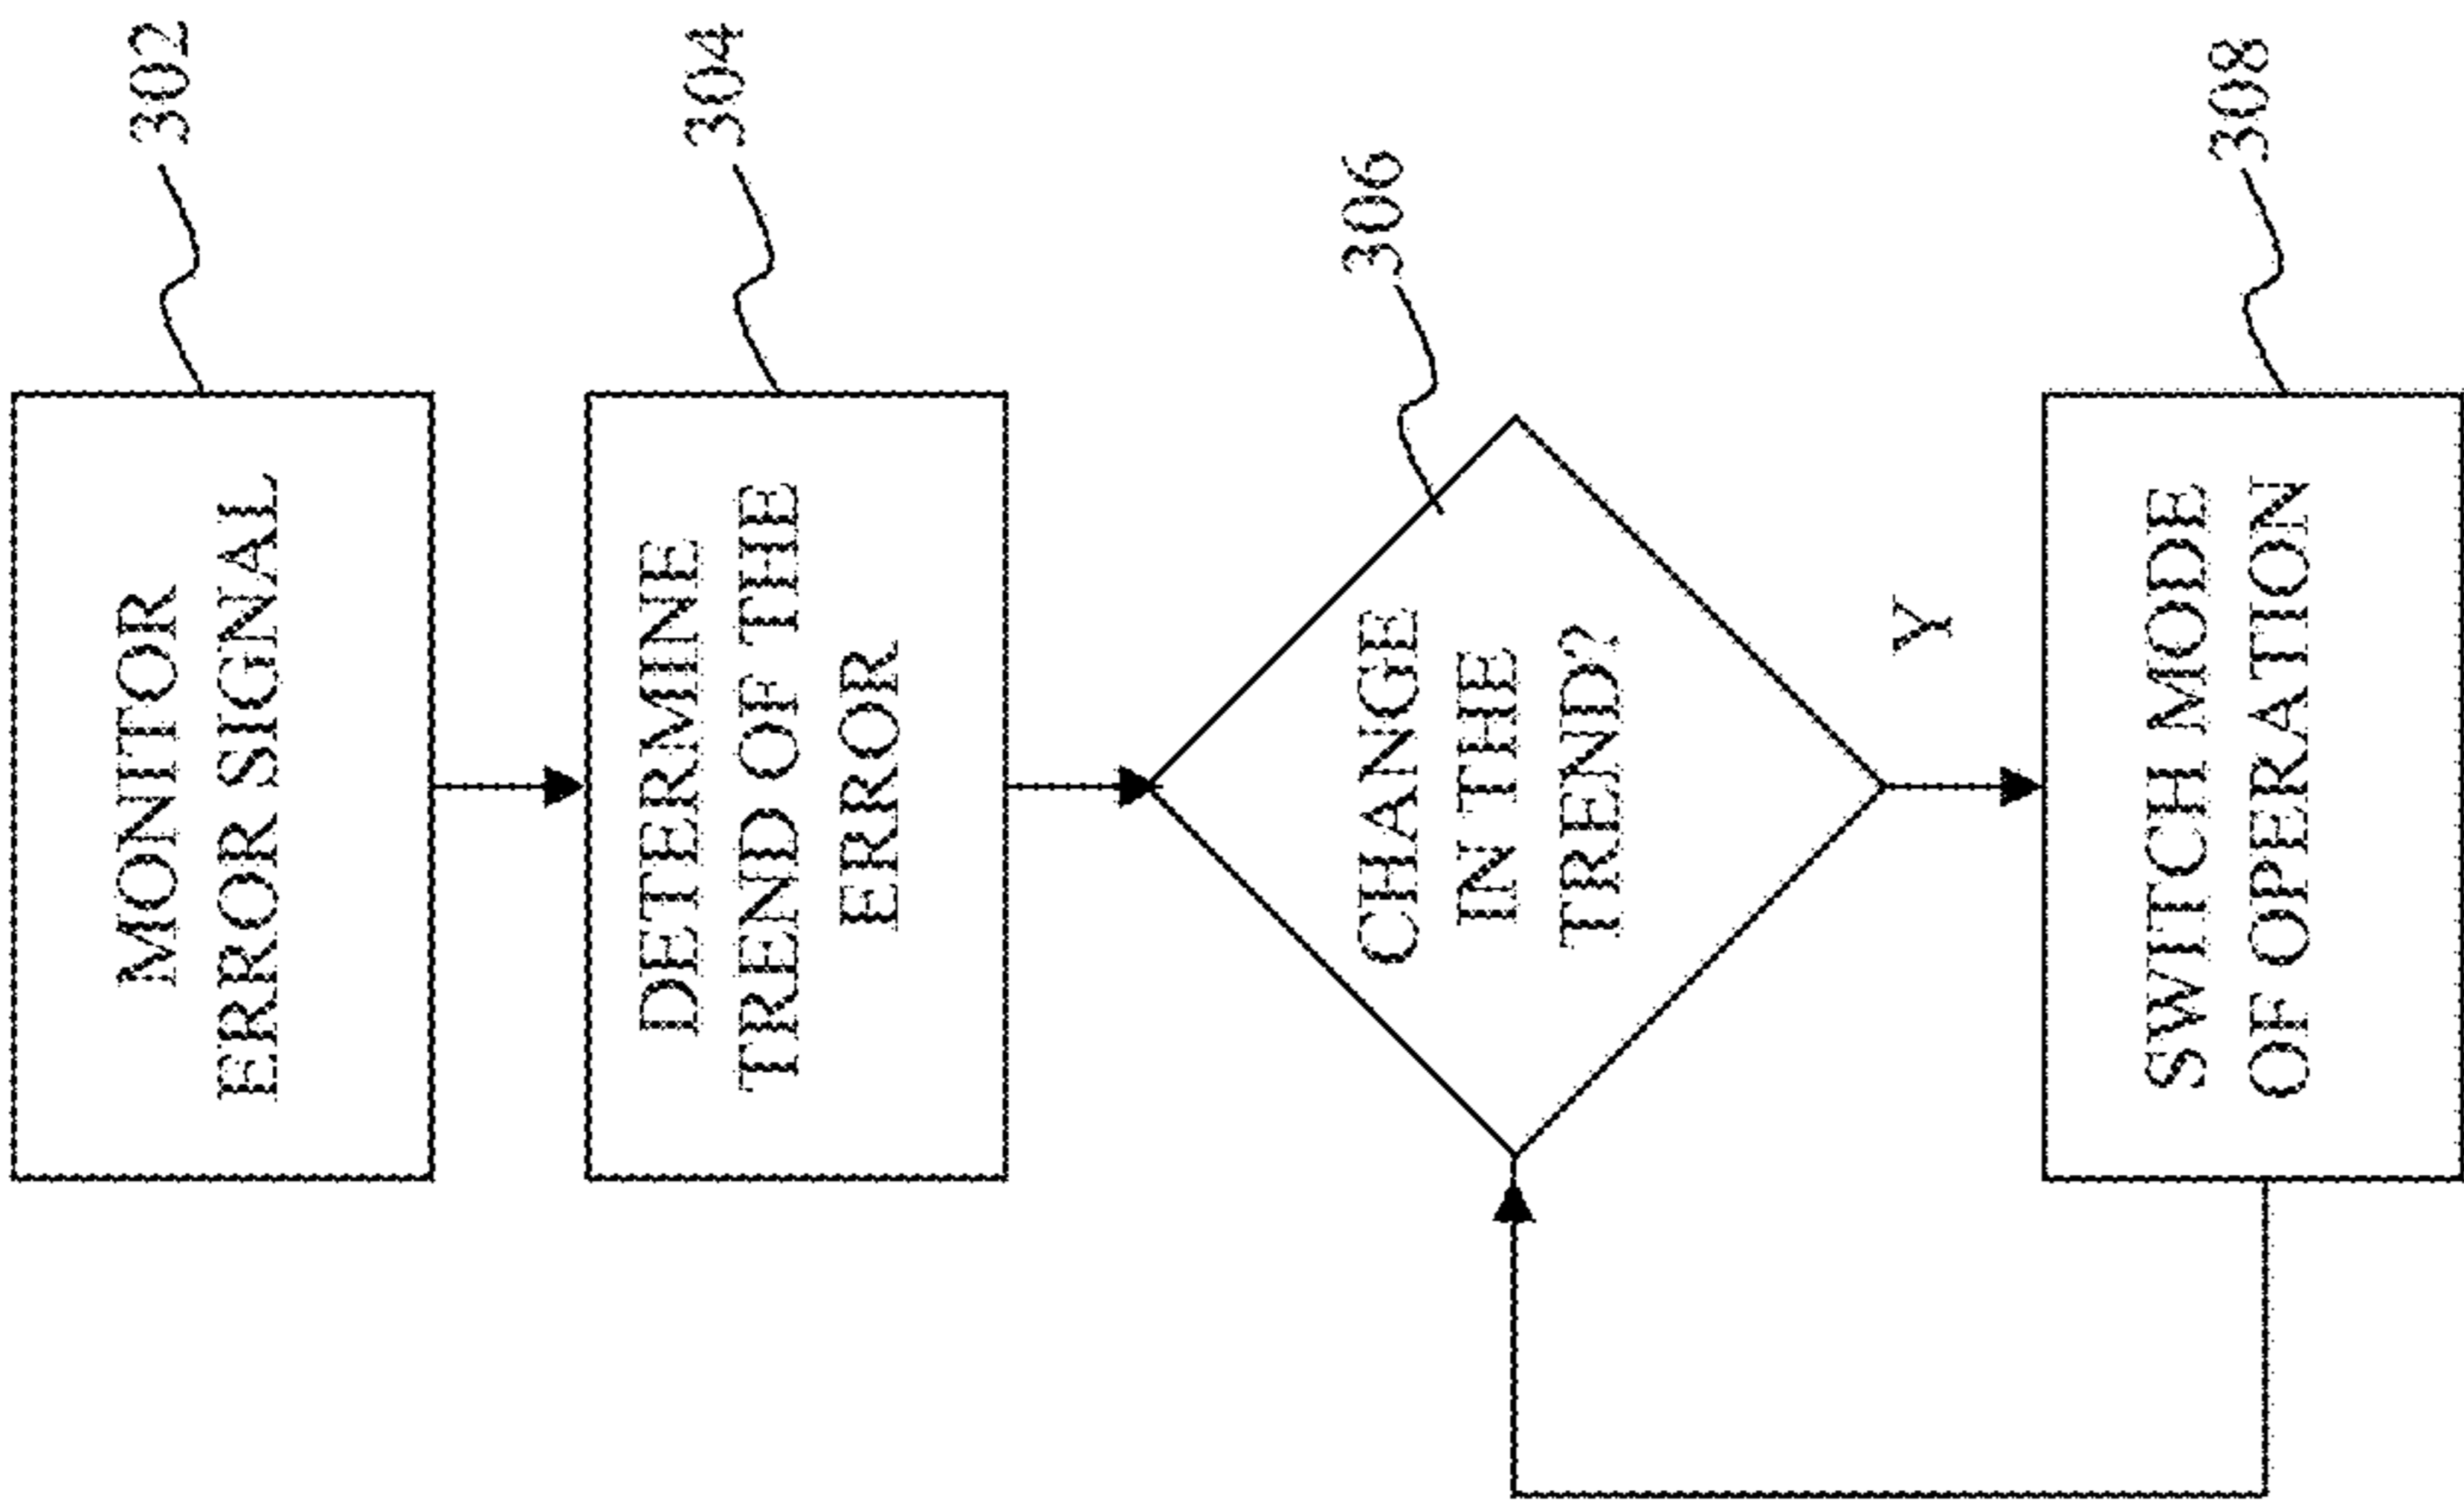 MONITOR
ERROR SIGNAL
302
DETERMINE
TREND OF THE
ERROR
304
CHANGE
IN THE
TREND?
306
Y
SWITCH MODE
OF OPERATION
308